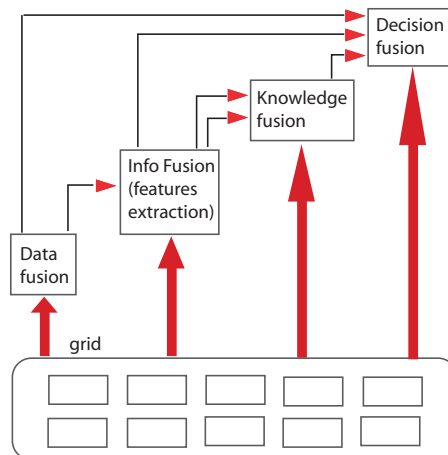 Decision
fusion
Knowledge
fusion
Info Fusion
(features
extraction)
Data
fusion
grid